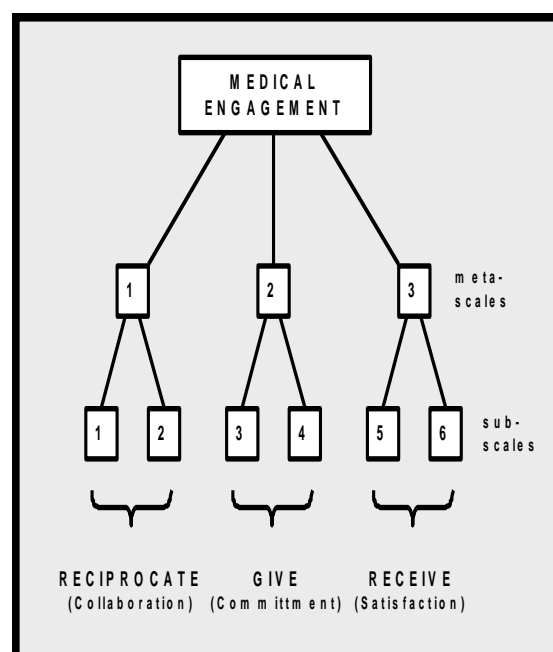 MEDICAL
ENGAGEMENT
1 2 3
meta-
scales
1 2 3 4 5 6
sub-
scales
RECIPROCATE GIVE RECEIVE
(Collaboration) (Committment) (Satisfaction)